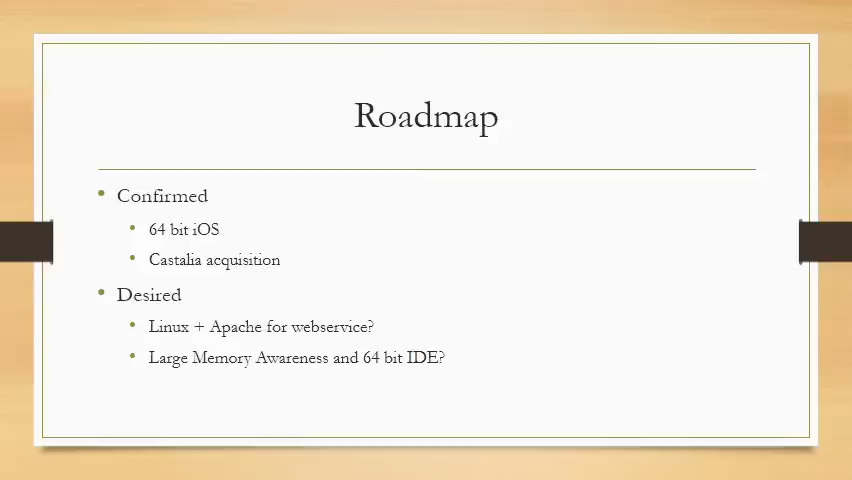 Roadmap
Confirmed
64 bit iOS
Castalia acquisition
Desired
Linux + Apache for webservice?
Large Memory Awareness and 64 bit IDE?